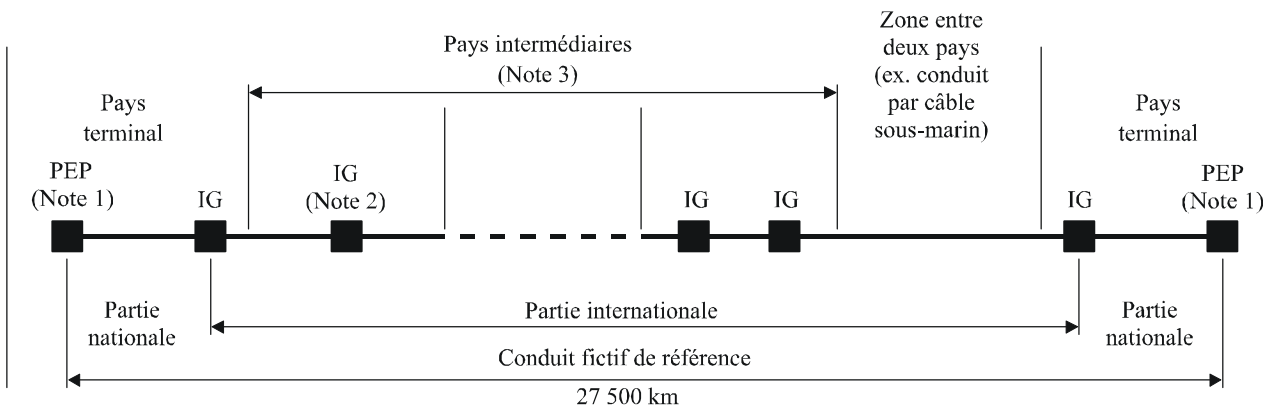 Zone entre
deux pays
(ex. conduit
par câble
sous-marin)
Pays intermédiaires
(Note 3)
Pays
terminal
Pays
terminal
PEP
(Note 1)
IG
IG
(Note 2)
IG
IG
IG
PEP
(Note 1)
Partie
nationale
Partie internationale
Partie
nationale
Conduit fictif de référence
27 500 km